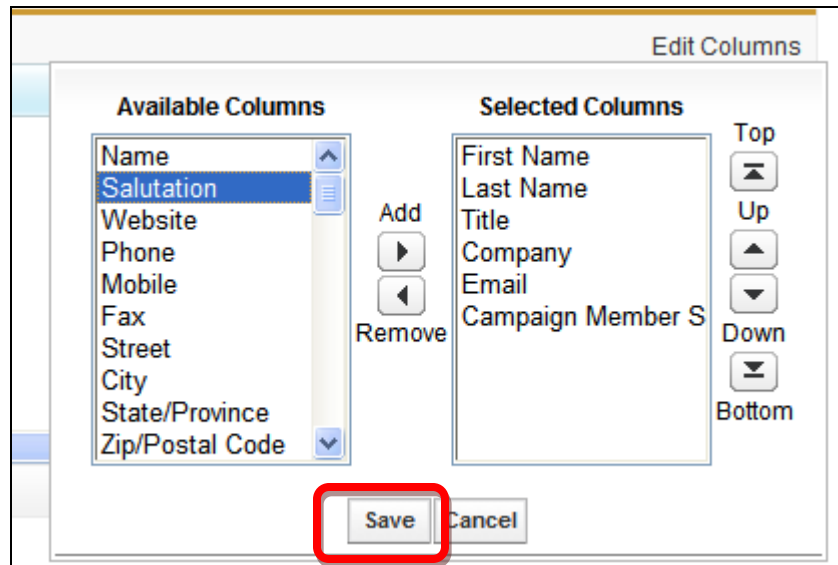 Edit Columns
Available Columns
Selected Columns
Name
Salutation
Website
Phone
Mobile
Fax
Street
City
State/Province
Zip/Postal Code
Add
Remove
First Name
Last Name
Title
Company
Email
Campaign Member S
Top
Up
Down
Bottom
Save
Cancel